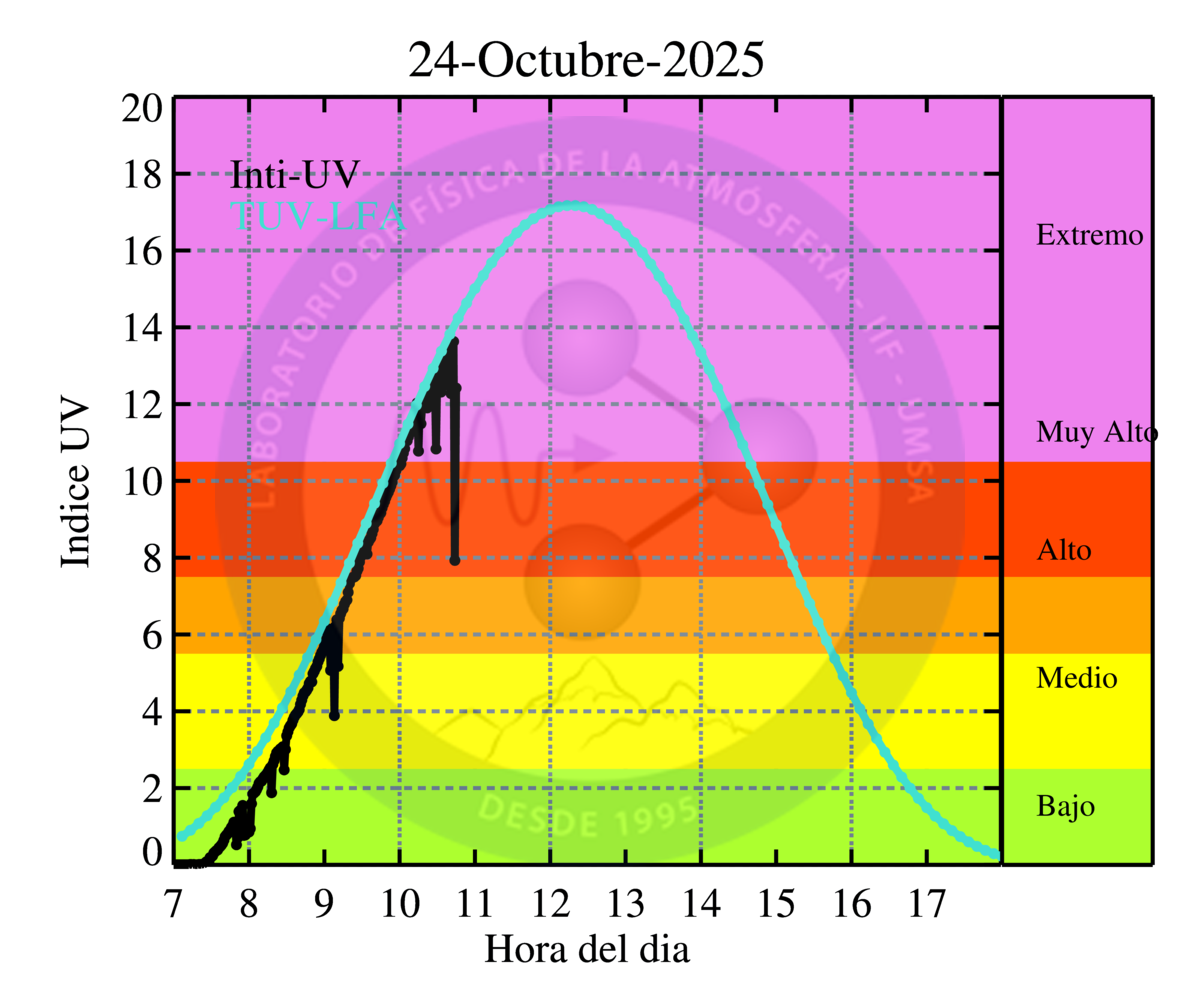 24-Octubre-2025
20
18
16
14
12
10
8
6
4
2
0
Indice UV
Inti-UV
TUV-LFA
LABORATORIO DE FÍSICA DE LA ATMÓSFERA - IIF - UMSA
DESDE 1995
Extremo
Muy Alto
Alto
Medio
Bajo
7 8 9 10 11 12 13 14 15 16 17
Hora del dia